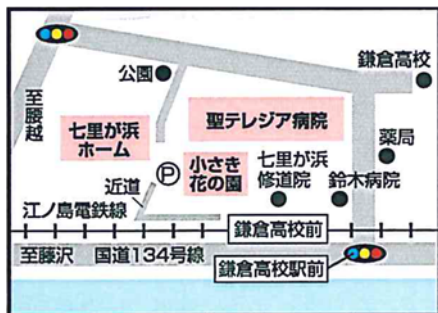 公園
鎌倉高校
至腰越
聖テレジア病院
七里が浜
ホーム
薬局
P
小さき
花の園
七里が浜
修道院
鈴木病院
近道
江ノ島電鉄線
鎌倉高校前
至藤沢 国道134号線
鎌倉高校駅前